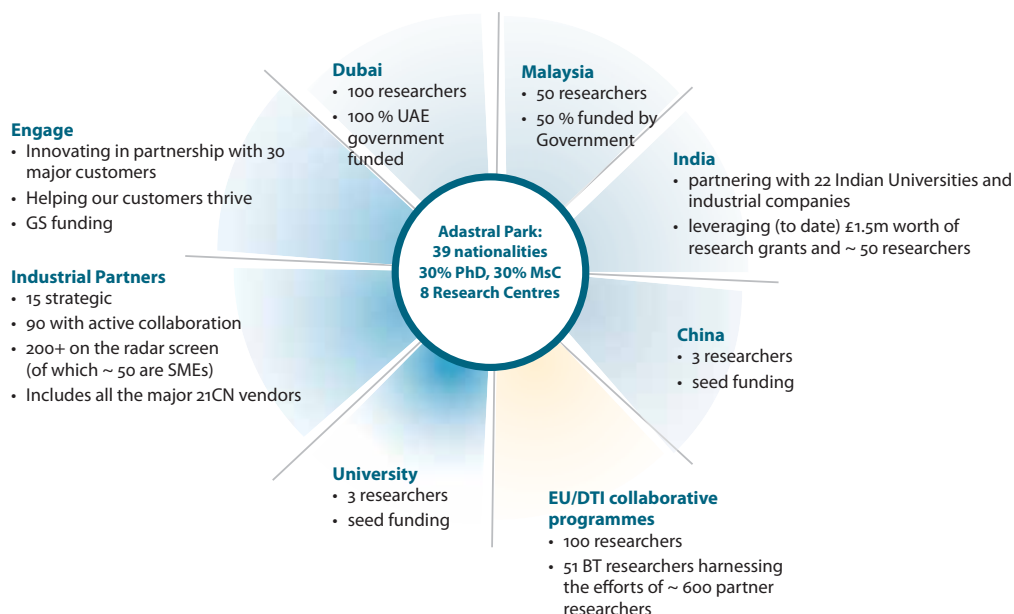 Dubai
• 100 researchers
• 100 % UAE
government
funded
Malaysia
• 50 researchers
• 50 % funded by
Government
India
• partnering with 22 Indian Universities and
industrial companies
• leveraging (to date) £1.5m worth of
research grants and ~ 50 researchers
China
• 3 researchers
• seed funding
EU/DTI collaborative
programmes
• 100 researchers
• 51 BT researchers harnessing
the efforts of ~ 600 partner
researchers
University
• 3 researchers
• seed funding
Industrial Partners
• 15 strategic
• 90 with active collaboration
• 200+ on the radar screen
(of which ~ 50 are SMEs)
• Includes all the major 21CN vendors
Engage
• Innovating in partnership with 30
major customers
• Helping our customers thrive
• GS funding
Adastral Park:
39 nationalities
30% PhD, 30% MsC
8 Research Centres